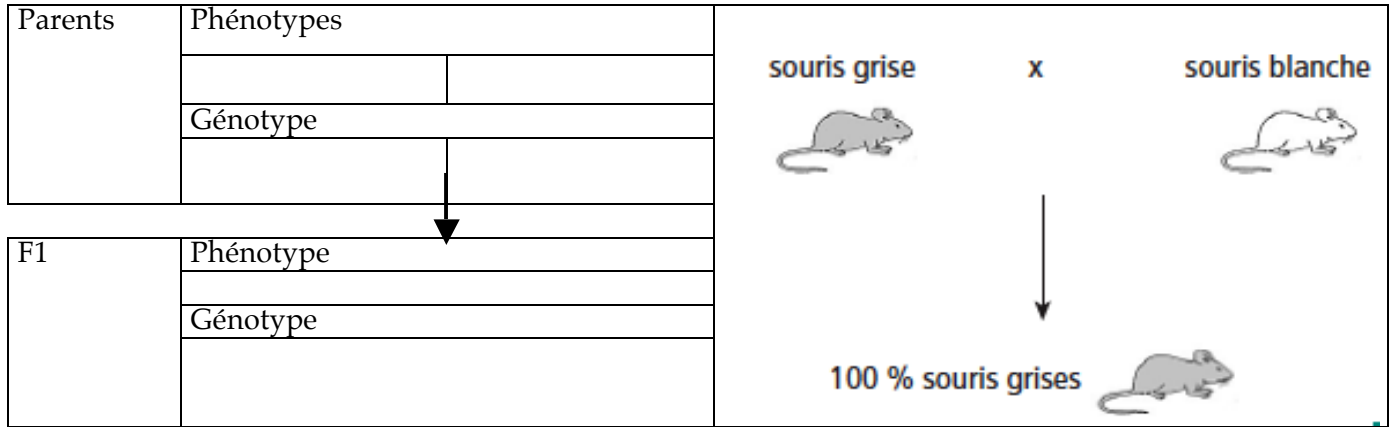 Parents
Phénotypes
Génotype
F1
Phénotype
Génotype
souris grise x souris blanche
100 % souris grises